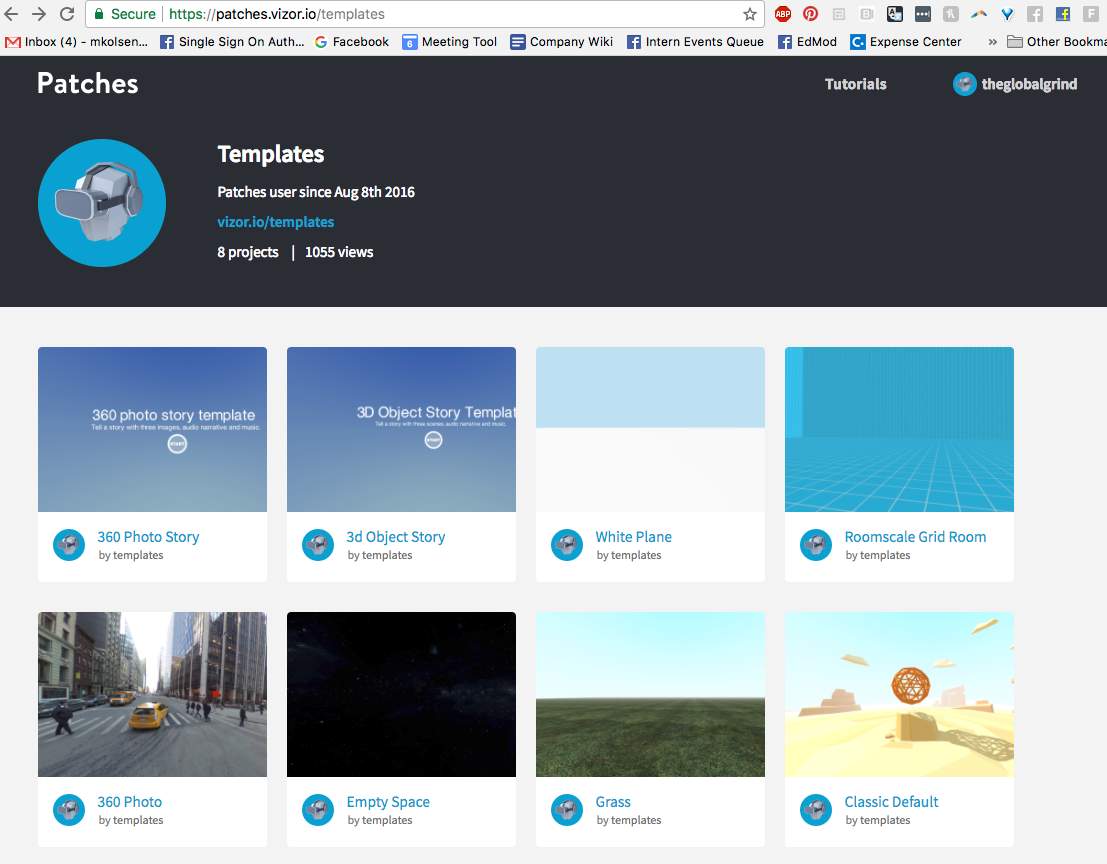 Secure https://patches.vizor.io/templates
Inbox (4) - mkolsen... Single Sign On Auth... Facebook 6 Meeting Tool Company Wiki Intern Events Queue EdMod Expense Center » Other Bookma
Patches
Tutorials
theglobalgrind
Templates
Patches user since Aug 8th 2016
vizor.io/templates
8 projects | 1055 views
360 photo story template
Tell a story with three images, audio narrative and music.
START
3D Object Story Templat
Tell a story with three scenes, audio narrative and music.
START
360 Photo Story
by templates
3d Object Story
by templates
White Plane
by templates
Roomscale Grid Room
by templates
360 Photo
by templates
Empty Space
by templates
Grass
by templates
Classic Default
by templates